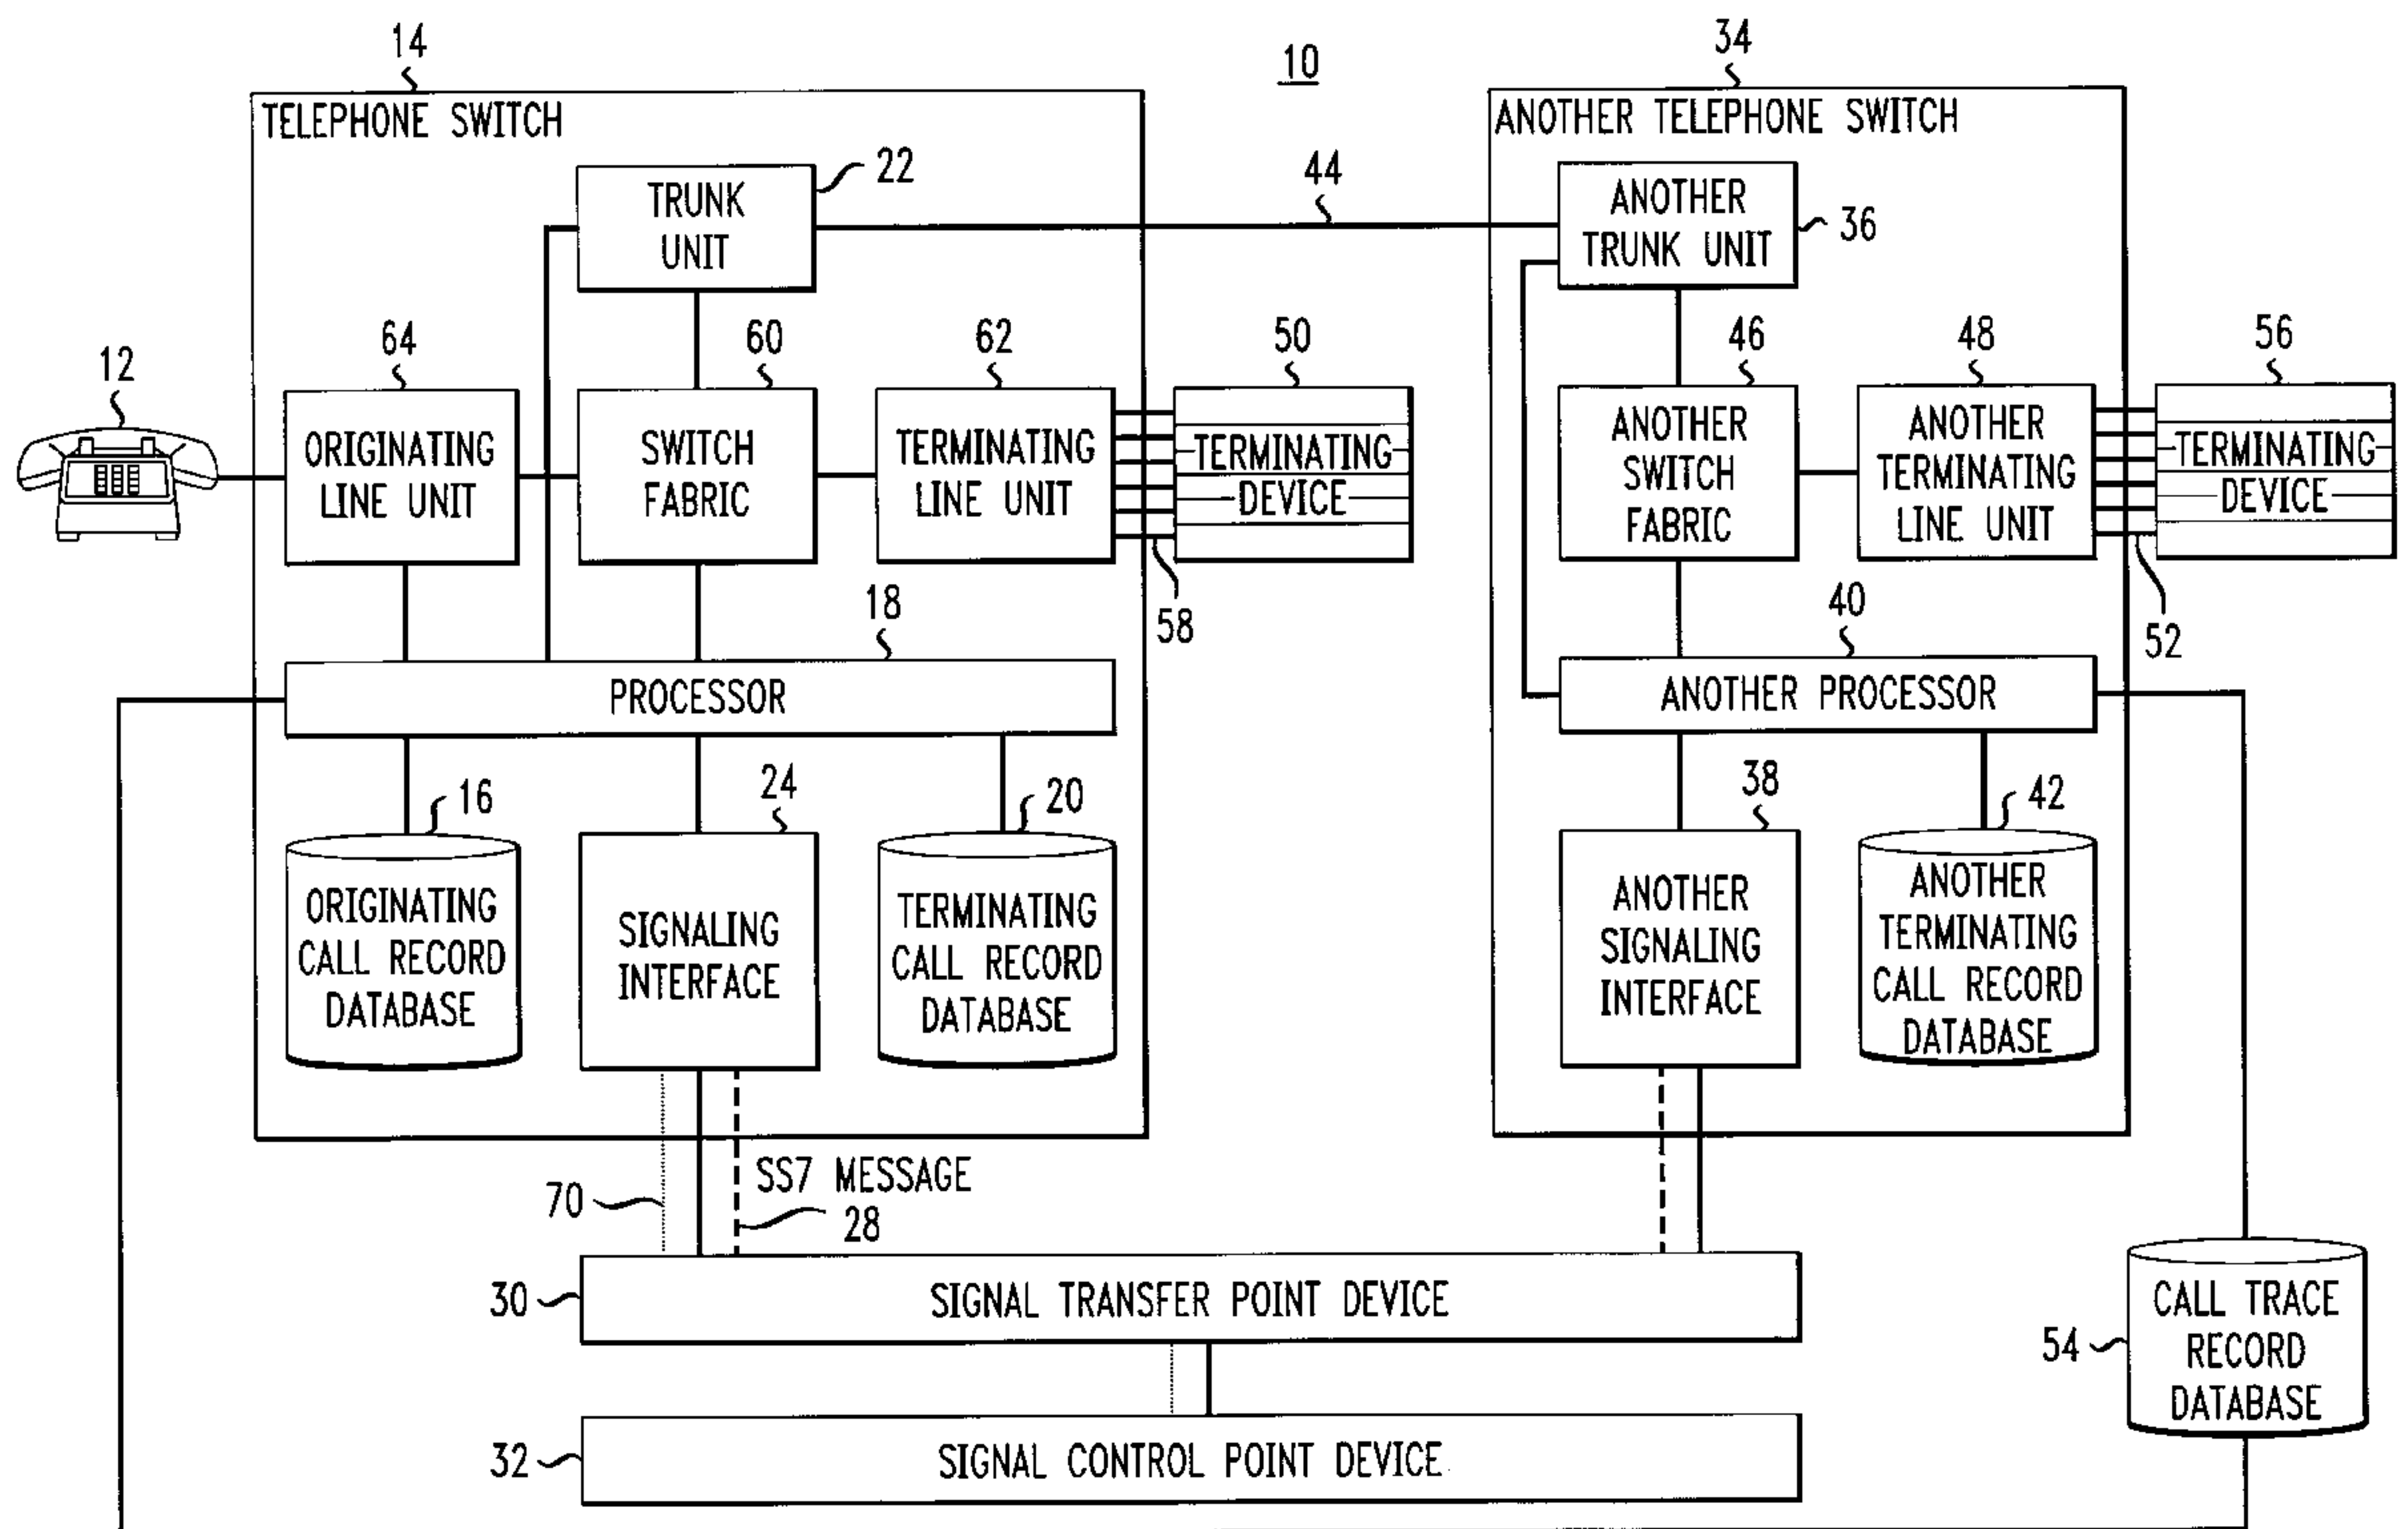 14
10
34
TELEPHONE SWITCH
ANOTHER TELEPHONE SWITCH
22
44
TRUNK
UNIT
ANOTHER
TRUNK UNIT
36
12
64
60
62
50
46
48
56
ORIGINATING
LINE UNIT
SWITCH
FABRIC
TERMINATING
LINE UNIT
TERMINATING
DEVICE
ANOTHER
SWITCH
FABRIC
ANOTHER
TERMINATING
LINE UNIT
TERMINATING
DEVICE
18
58
40
52
PROCESSOR
ANOTHER PROCESSOR
16
24
20
38
42
ORIGINATING
CALL RECORD
DATABASE
SIGNALING
INTERFACE
TERMINATING
CALL RECORD
DATABASE
ANOTHER
SIGNALING
INTERFACE
ANOTHER
TERMINATING
CALL RECORD
DATABASE
70
SS7 MESSAGE
28
30
SIGNAL TRANSFER POINT DEVICE
54
CALL TRACE
RECORD
DATABASE
32
SIGNAL CONTROL POINT DEVICE